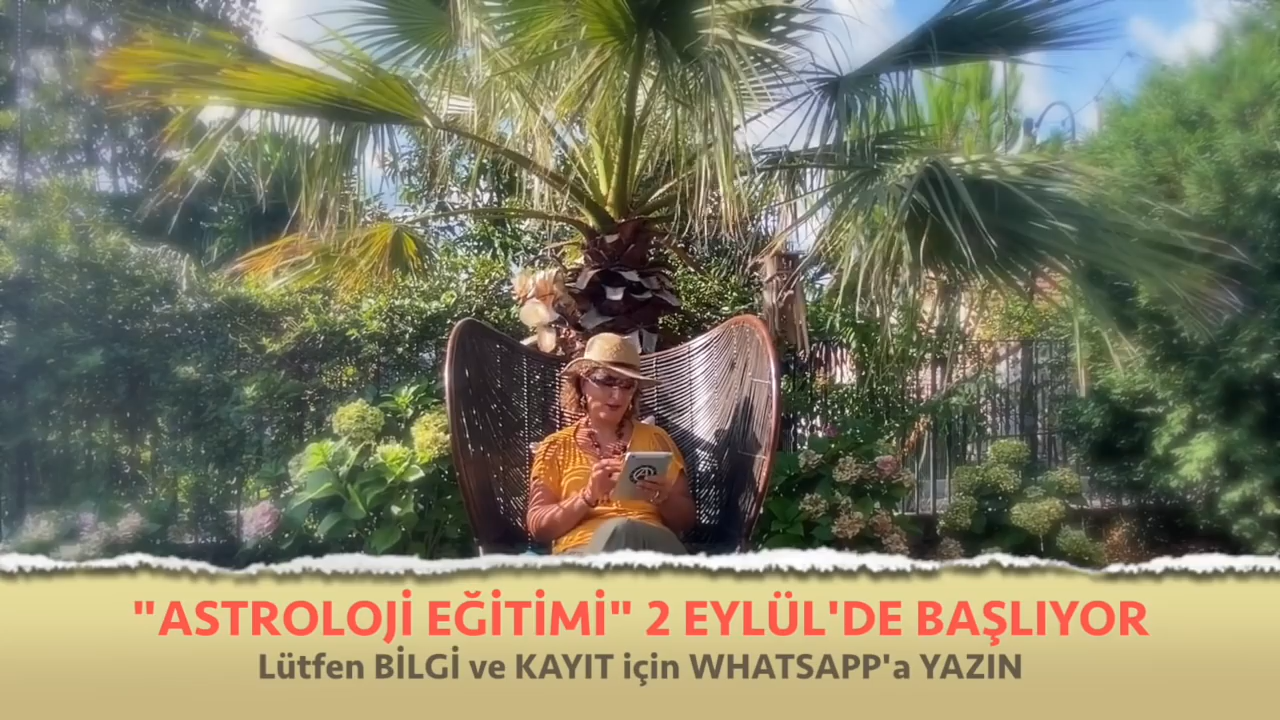 "ASTROLOJİ EĞİTİMİ" 2 EYLÜL'DE BAŞLIYOR
Lütfen BİLGİ ve KAYIT için WHATSAPP'a YAZIN